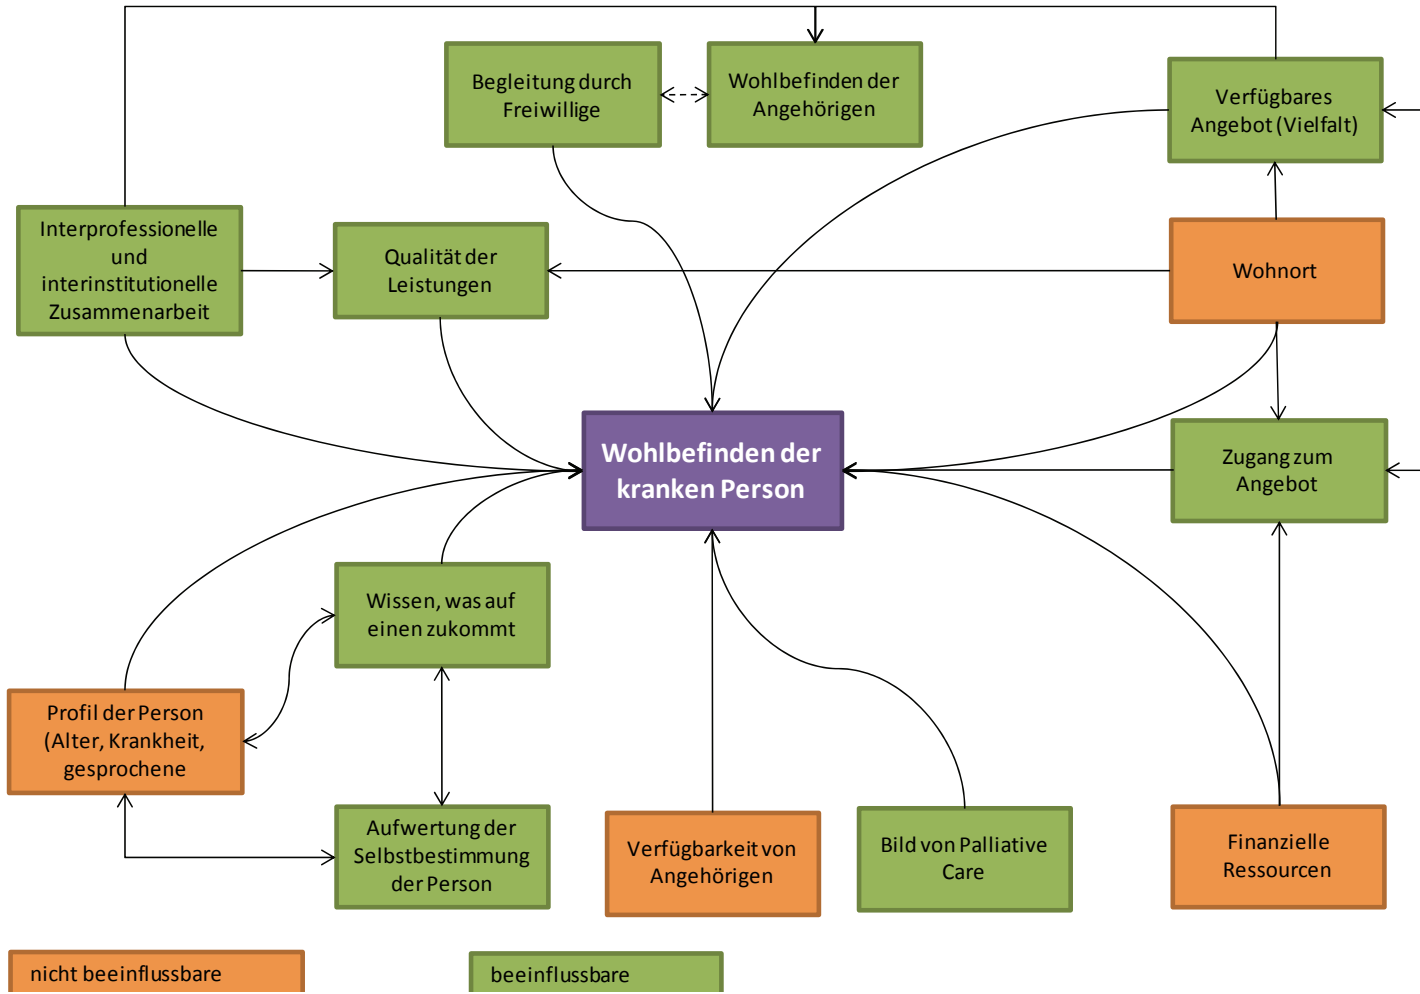 Begleitung durch
Freiwillige
Wohlbefinden der
Angehörigen
Verfügbares
Angebot (Vielfalt)
Interprofessionelle
und
interinstitutionelle
Zusammenarbeit
Qualität der
Leistungen
Wohnort
Wohlbefinden der
kranken Person
Zugang zum
Angebot
Wissen, was auf
einen zukommt
Profil der Person
(Alter, Krankheit,
gesprochene
Aufwertung der
Selbstbestimmung
der Person
Verfügbarkeit von
Angehörigen
Bild von Palliative
Care
Finanzielle
Ressourcen
nicht beeinflussbare
beeinflussbare